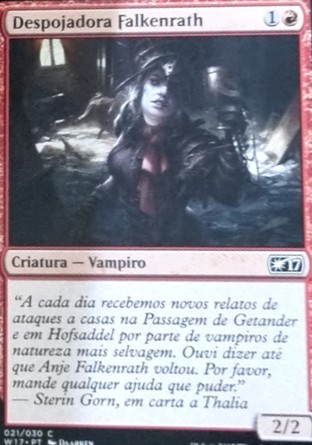 Despojadora Falkenrath 1
Criatura — Vampiro
17
“A cada dia recebemos novos relatos de
ataques a casas na Passagem de Getander
e em Hofsaddel por parte de vampiros de
natureza mais selvagem. Ouvi dizer até
que Anje Falkenrath voltou. Por favor,
mande qualquer ajuda que puder.”
— Sterin Gorn, em carta a Thalia
2/2
021/030 C
W17 • PT DAARKEN